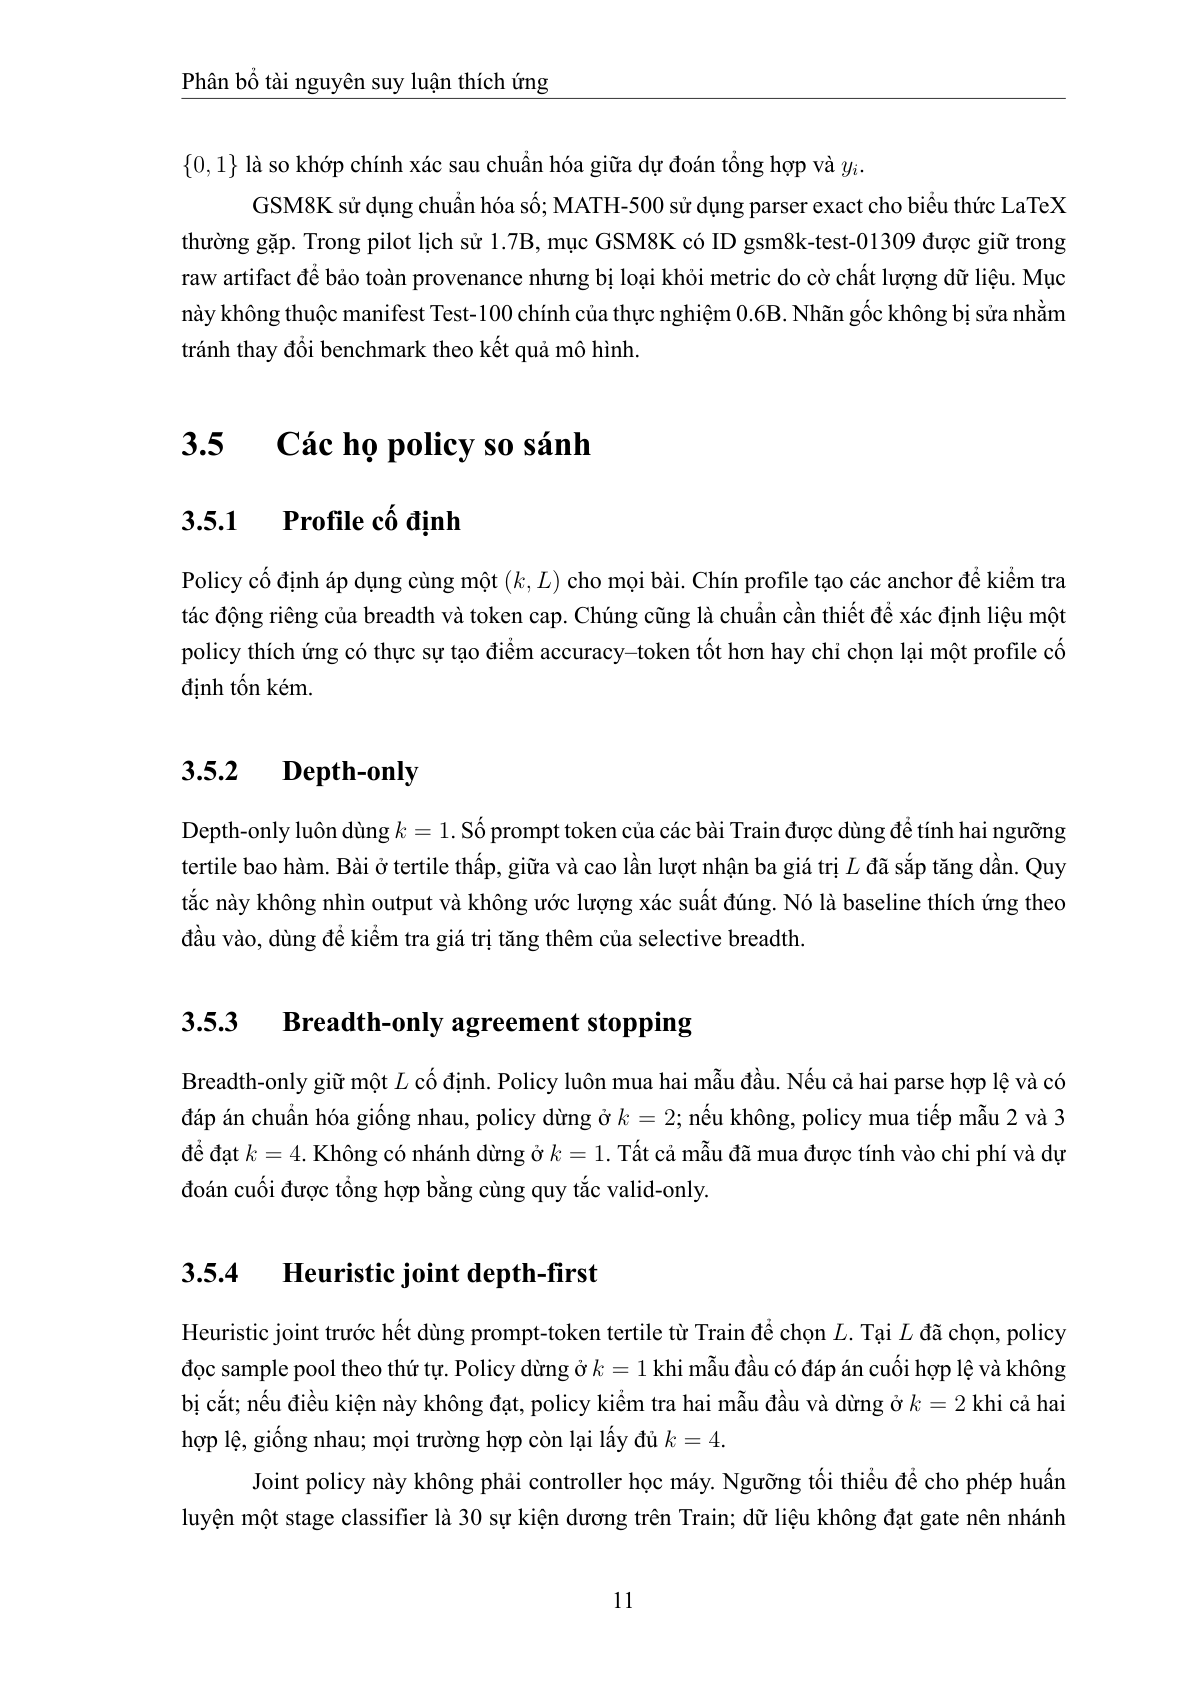 Phân bổ tài nguyên suy luận thích ứng
{0, 1} là so khớp chính xác sau chuẩn hóa giữa dự đoán tổng hợp và yᵢ.
GSM8K sử dụng chuẩn hóa số; MATH-500 sử dụng parser exact cho biểu thức LaTeX
thường gặp. Trong pilot lịch sử 1.7B, mục GSM8K có ID gsm8k-test-01309 được giữ trong
raw artifact để bảo toàn provenance nhưng bị loại khỏi metric do cờ chất lượng dữ liệu. Mục
này không thuộc manifest Test-100 chính của thực nghiệm 0.6B. Nhãn gốc không bị sửa nhằm
tránh thay đổi benchmark theo kết quả mô hình.
3.5 Các họ policy so sánh
3.5.1 Profile cố định
Policy cố định áp dụng cùng một (k, L) cho mọi bài. Chín profile tạo các anchor để kiểm tra
tác động riêng của breadth và token cap. Chúng cũng là chuẩn cần thiết để xác định liệu một
policy thích ứng có thực sự tạo điểm accuracy–token tốt hơn hay chỉ chọn lại một profile cố
định tốn kém.
3.5.2 Depth-only
Depth-only luôn dùng k = 1. Số prompt token của các bài Train được dùng để tính hai ngưỡng
tertile bao hàm. Bài ở tertile thấp, giữa và cao lần lượt nhận ba giá trị L đã sắp tăng dần. Quy
tắc này không nhìn output và không ước lượng xác suất đúng. Nó là baseline thích ứng theo
đầu vào, dùng để kiểm tra giá trị tăng thêm của selective breadth.
3.5.3 Breadth-only agreement stopping
Breadth-only giữ một L cố định. Policy luôn mua hai mẫu đầu. Nếu cả hai parse hợp lệ và có
đáp án chuẩn hóa giống nhau, policy dừng ở k = 2; nếu không, policy mua tiếp mẫu 2 và 3
để đạt k = 4. Không có nhánh dừng ở k = 1. Tất cả mẫu đã mua được tính vào chi phí và dự
đoán cuối được tổng hợp bằng cùng quy tắc valid-only.
3.5.4 Heuristic joint depth-first
Heuristic joint trước hết dùng prompt-token tertile từ Train để chọn L. Tại L đã chọn, policy
đọc sample pool theo thứ tự. Policy dừng ở k = 1 khi mẫu đầu có đáp án cuối hợp lệ và không
bị cắt; nếu điều kiện này không đạt, policy kiểm tra hai mẫu đầu và dừng ở k = 2 khi cả hai
hợp lệ, giống nhau; mọi trường hợp còn lại lấy đủ k = 4.
Joint policy này không phải controller học máy. Ngưỡng tối thiểu để cho phép huấn
luyện một stage classifier là 30 sự kiện dương trên Train; dữ liệu không đạt gate nên nhánh
11